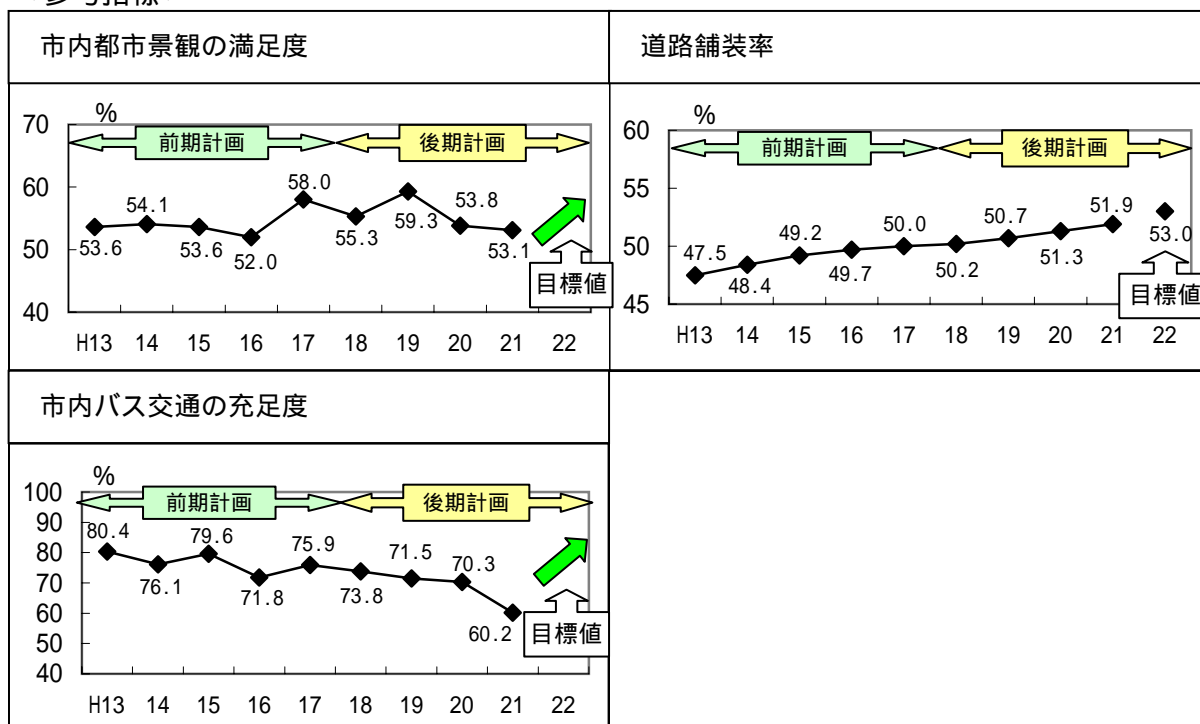 参考指標
市内都市景観の満足度
%
前期計画
後期計画
70
60
50
40
53.6
54.1
53.6
52.0
58.0
55.3
59.3
53.8
53.1
目標値
H13 14 15 16 17 18 19 20 21 22
道路舗装率
%
前期計画
後期計画
60
55
50
45
47.5
48.4
49.2
49.7
50.0
50.2
50.7
51.3
51.9
53.0
目標値
H13 14 15 16 17 18 19 20 21 22
市内バス交通の充足度
%
前期計画
後期計画
100
90
80
70
60
50
40
80.4
76.1
79.6
71.8
75.9
73.8
71.5
70.3
60.2
目標値
H13 14 15 16 17 18 19 20 21 22